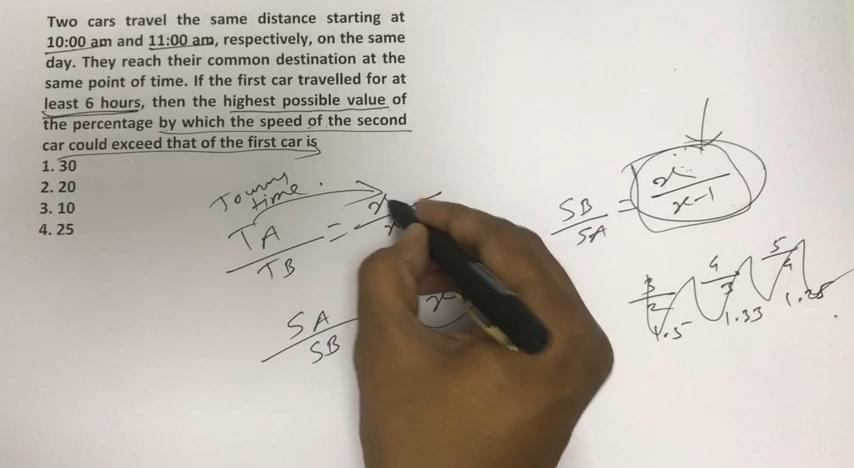 Two cars travel the same distance starting at
10:00 am and 11:00 am, respectively, on the same
day. They reach their common destination at the
same point of time. If the first car travelled for at
least 6 hours, then the highest possible value of
the percentage by which the speed of the second
car could exceed that of the first car is
1. 30
2. 20
3. 10
4. 25
time.
TA
TB
=
x
SA
SB
x
SB
SA
=
x
x-1
3
2
1.5
4
3
1.33
5
4
1.25